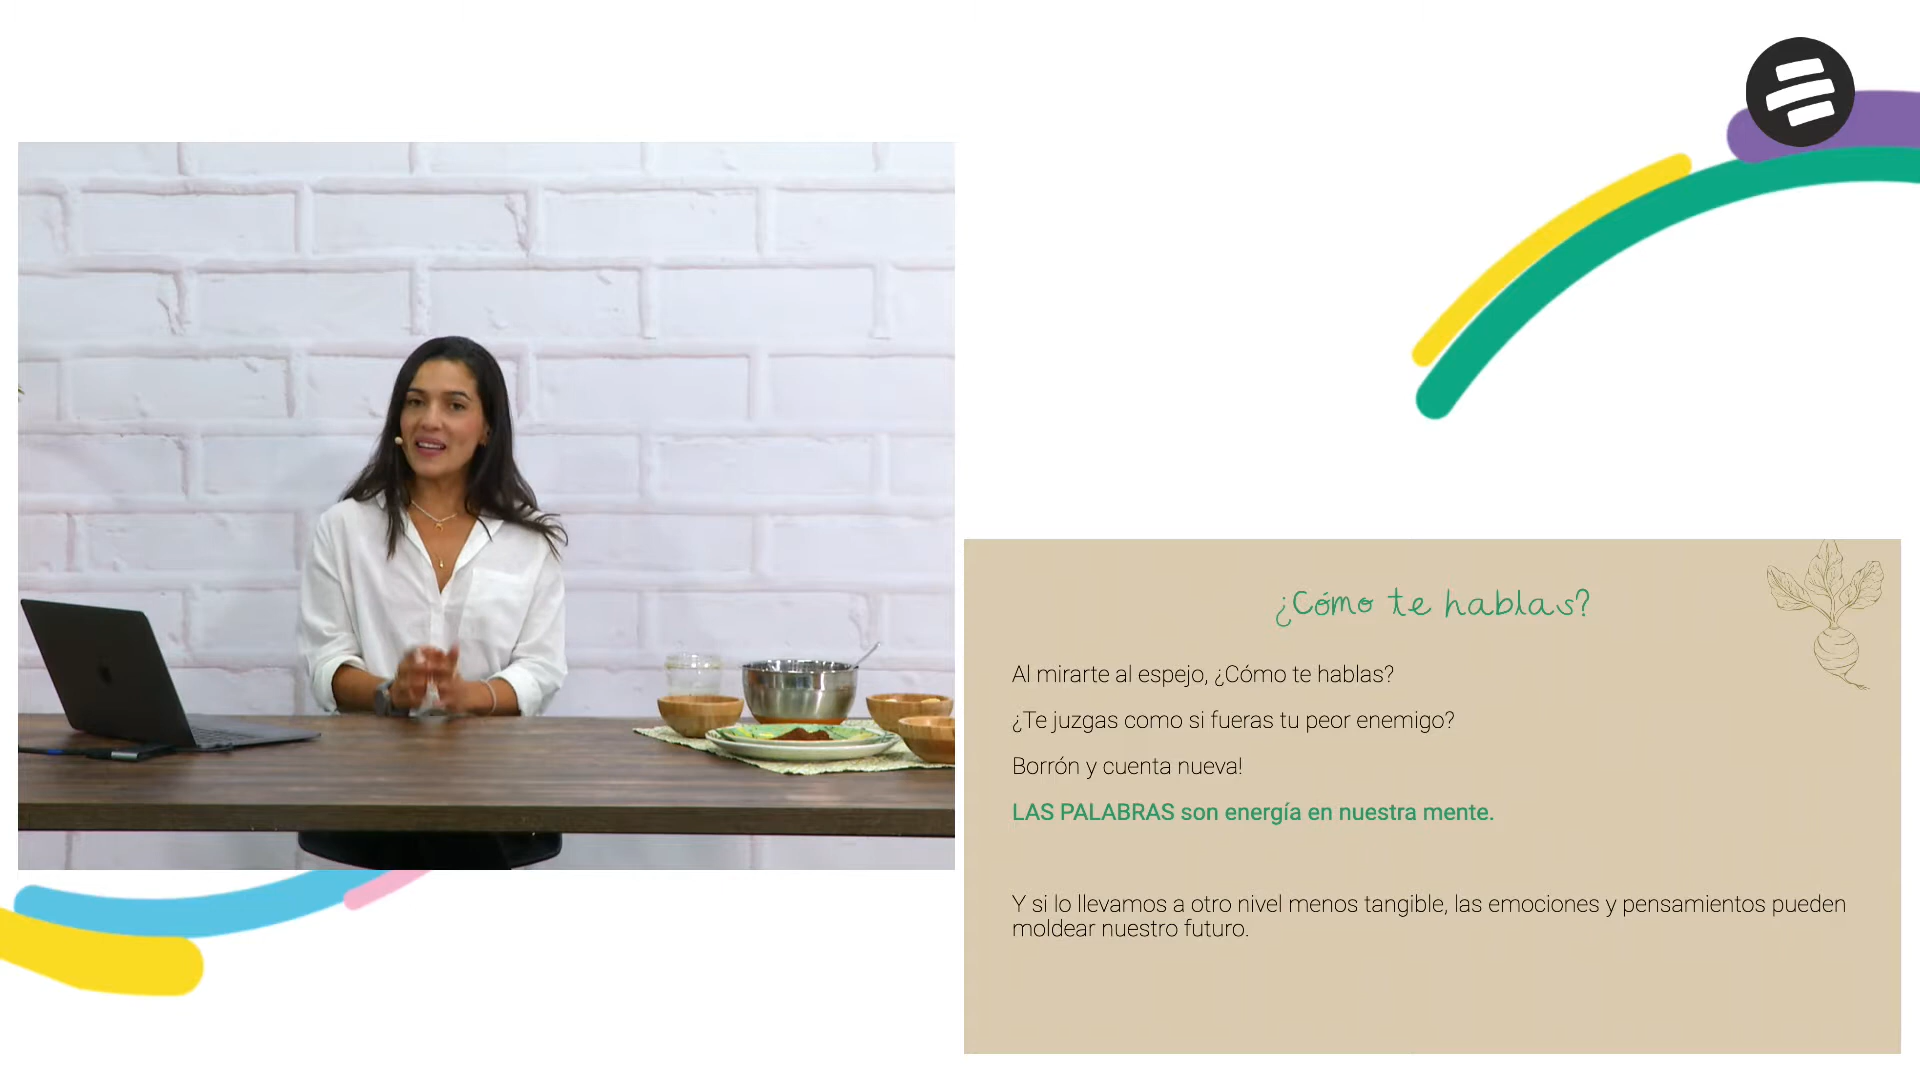 ¿Cómo te hablas?
Al mirarte al espejo, ¿Cómo te hablas?
¿Te juzgas como si fueras tu peor enemigo?
Borrón y cuenta nueva!
LAS PALABRAS son energía en nuestra mente.
Y si lo llevamos a otro nivel menos tangible, las emociones y pensamientos pueden
moldear nuestro futuro.